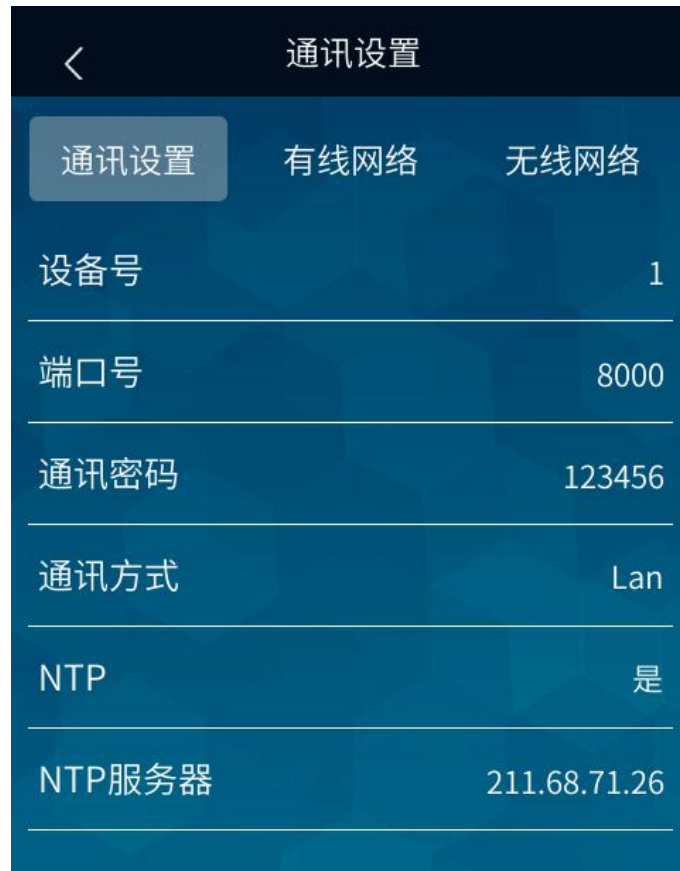 通讯设置
通讯设置 有线网络 无线网络
设备号 1
端口号 8000
通讯密码 123456
通讯方式 Lan
NTP 是
NTP服务器 211.68.71.26